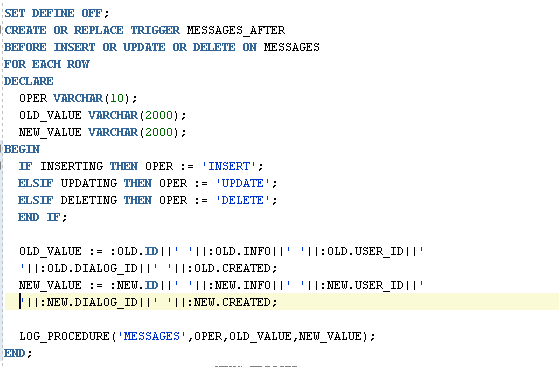 SET DEFINE OFF;
CREATE OR REPLACE TRIGGER MESSAGES_AFTER
BEFORE INSERT OR UPDATE OR DELETE ON MESSAGES
FOR EACH ROW
DECLARE
  OPER VARCHAR(10);
  OLD_VALUE VARCHAR(2000);
  NEW_VALUE VARCHAR(2000);
BEGIN
  IF INSERTING THEN OPER := 'INSERT';
  ELSIF UPDATING THEN OPER := 'UPDATE';
  ELSIF DELETING THEN OPER := 'DELETE';
  END IF;
  OLD_VALUE := :OLD.ID||' '||:OLD.INFO||' '||:OLD.USER_ID||'
  '||:OLD.DIALOG_ID||' '||:OLD.CREATED;
  NEW_VALUE := :NEW.ID||' '||:NEW.INFO||' '||:NEW.USER_ID||'
  '||:NEW.DIALOG_ID||' '||:NEW.CREATED;
  LOG_PROCEDURE('MESSAGES',OPER,OLD_VALUE,NEW_VALUE);
END;